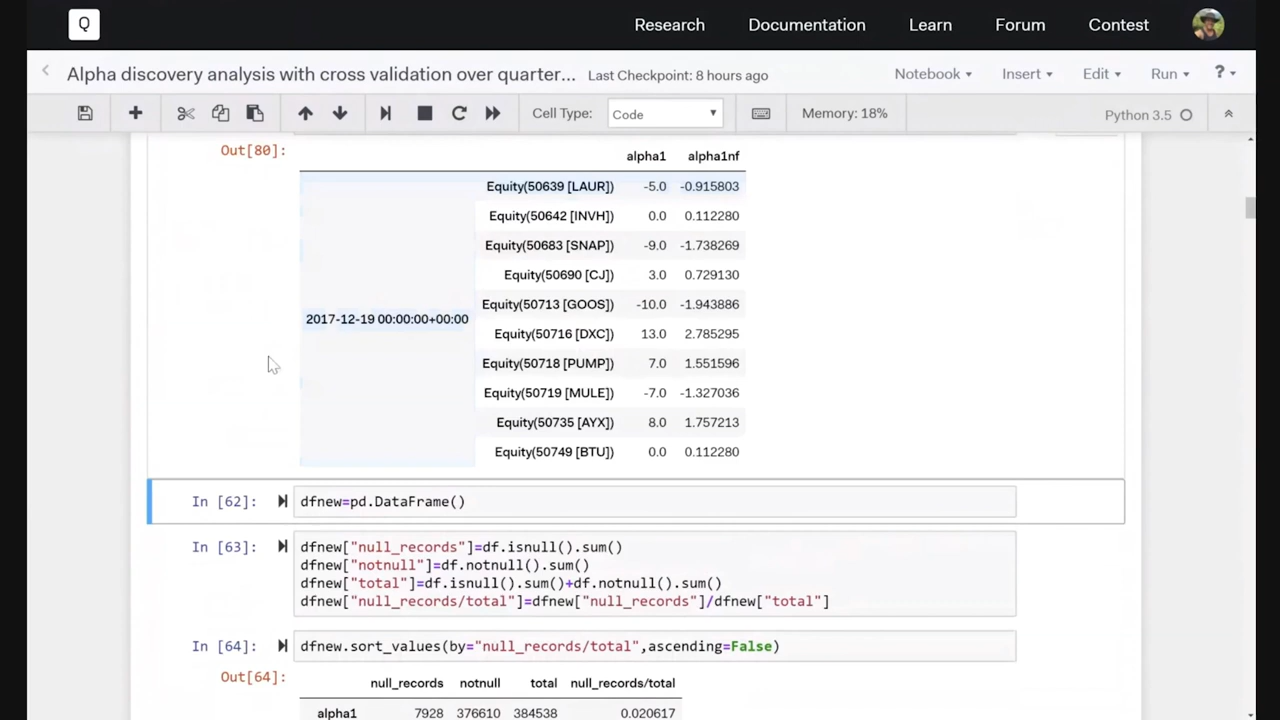 Q Research Documentation Learn Forum Contest
Alpha discovery analysis with cross validation over quarter... Last Checkpoint: 8 hours ago Notebook Insert Edit Run ?
Cell Type: Code Memory: 18% Python 3.5
Out[80]:
alpha1 alpha1nf
Equity(50639 [LAUR]) -5.0 -0.915803
Equity(50642 [INVH]) 0.0 0.112280
Equity(50683 [SNAP]) -9.0 -1.738269
Equity(50690 [CJ]) 3.0 0.729130
Equity(50713 [GOOS]) -10.0 -1.943886
2017-12-19 00:00:00+00:00
Equity(50716 [DXC]) 13.0 2.785295
Equity(50718 [PUMP]) 7.0 1.551596
Equity(50719 [MULE]) -7.0 -1.327036
Equity(50735 [AYX]) 8.0 1.757213
Equity(50749 [BTU]) 0.0 0.112280
In [62]: dfnew=pd.DataFrame()
In [63]: dfnew["null_records"]=df.isnull().sum()
dfnew["notnull"]=df.notnull().sum()
dfnew["total"]=df.isnull().sum()+df.notnull().sum()
dfnew["null_records/total"]=dfnew["null_records"]/dfnew["total"]
In [64]: dfnew.sort_values(by="null_records/total",ascending=False)
Out[64]:
null_records notnull total null_records/total
alpha1 7928 376610 384538 0.020617